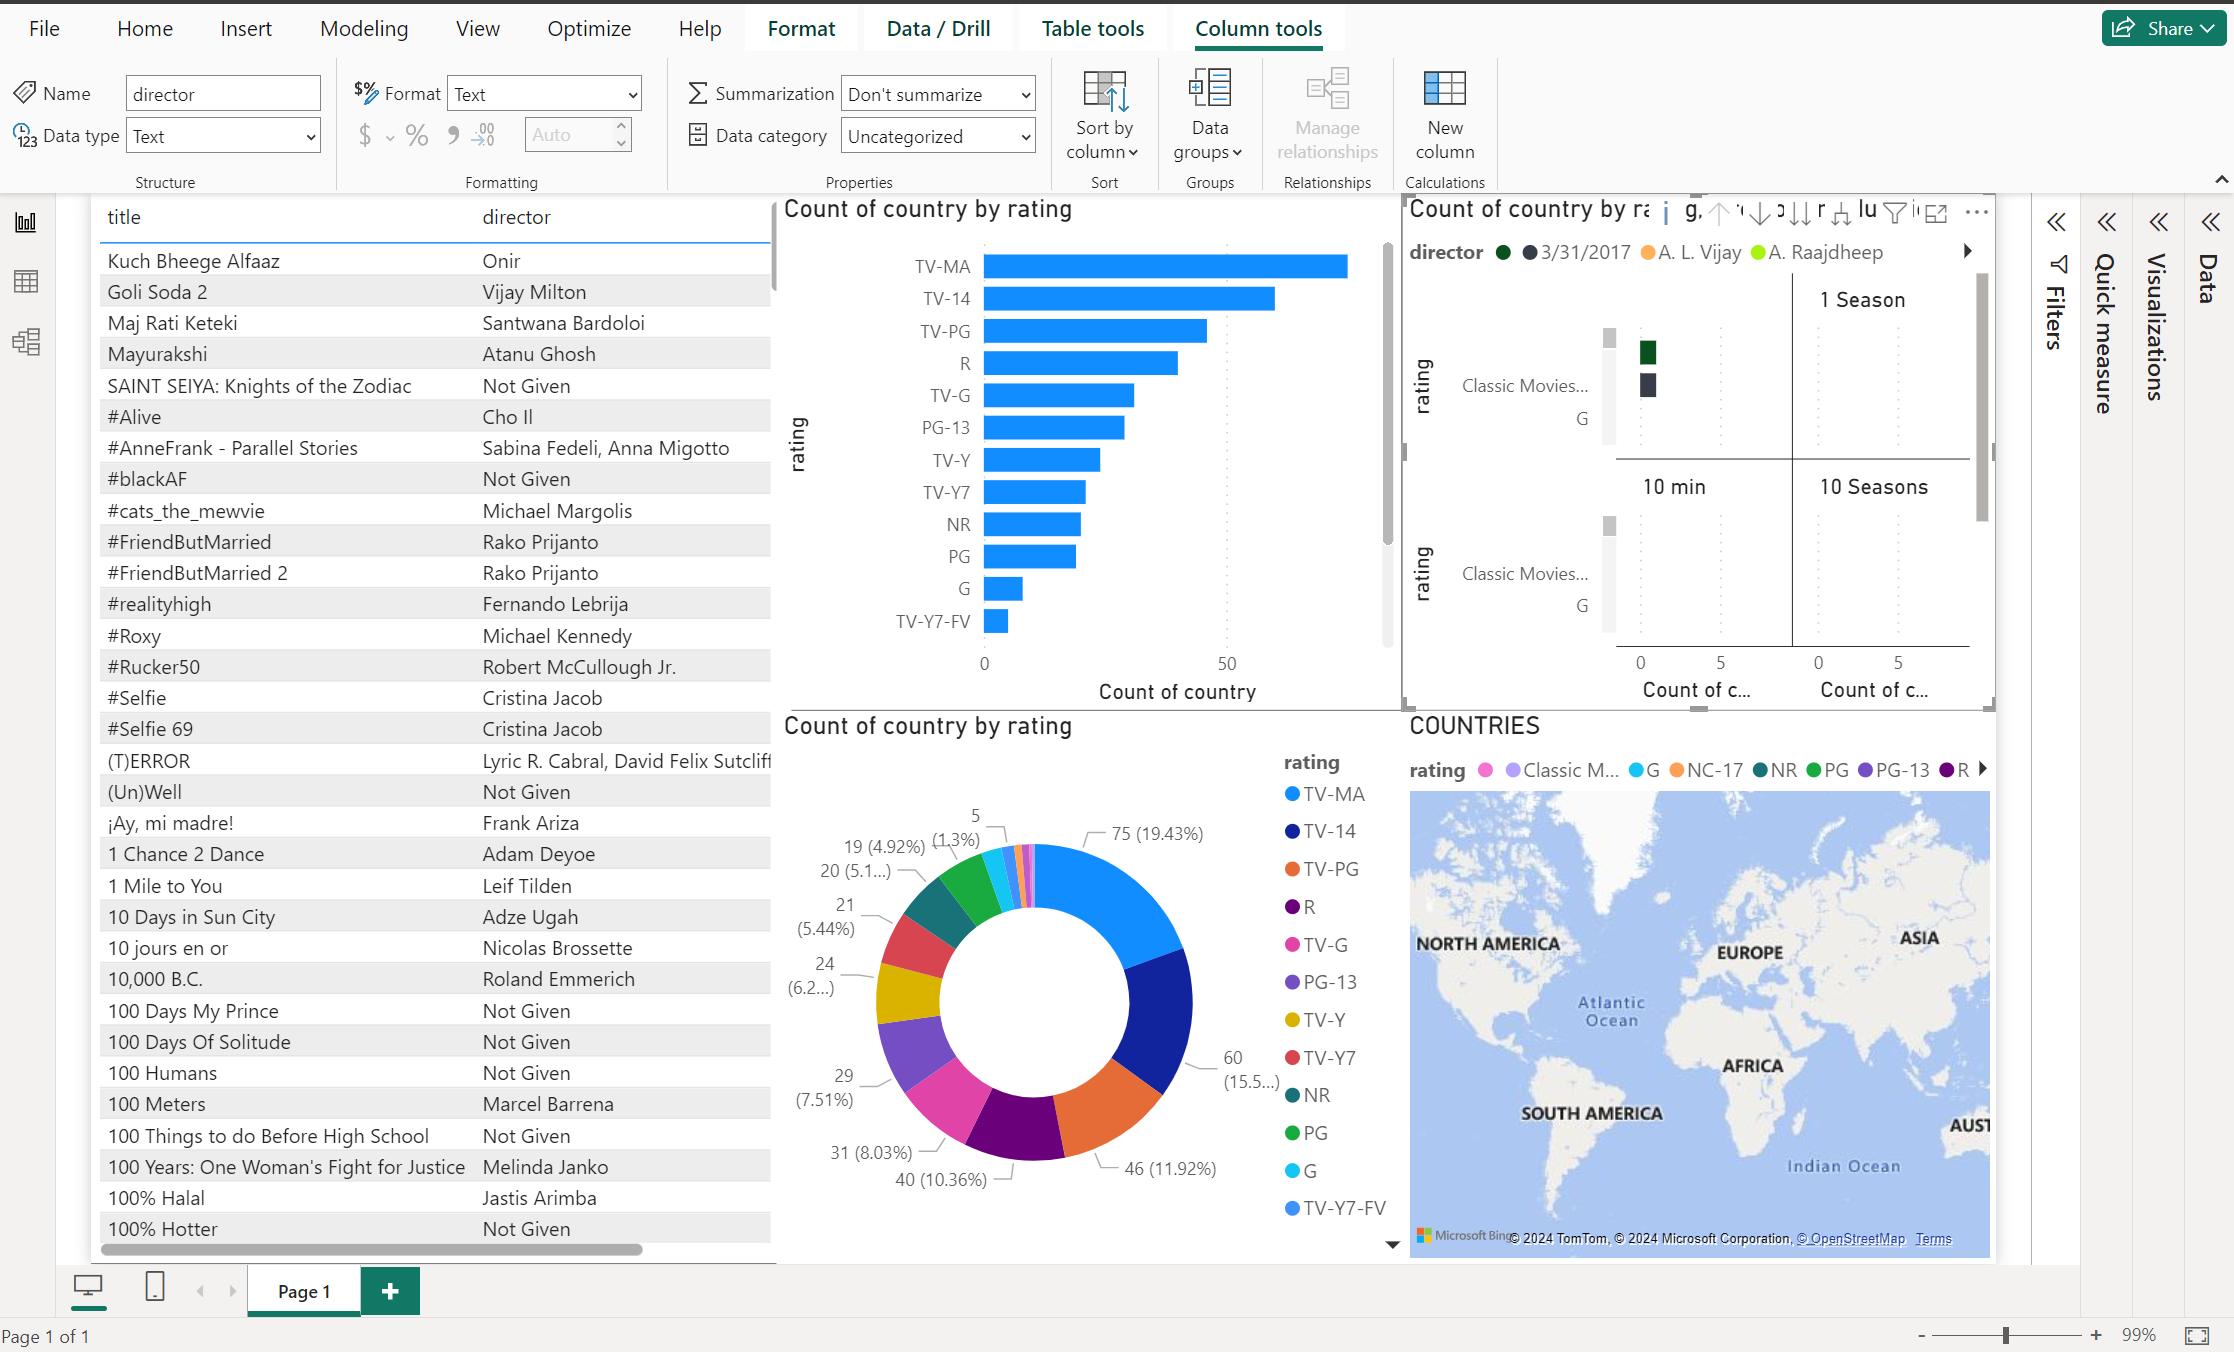 File Home Insert Modeling View Optimize Help Format Data / Drill Table tools Column tools Share
Name director
Data type Text
Structure
Format Text
$ % Auto
Formatting
Summarization Don't summarize
Data category Uncategorized
Properties
Sort by
column
Sort
Data
groups
Groups
Manage
relationships
Relationships
New
column
Calculations
title director
Kuch Bheege Alfaaz Onir
Goli Soda 2 Vijay Milton
Maj Rati Keteki Santwana Bardoloi
Mayurakshi Atanu Ghosh
SAINT SEIYA: Knights of the Zodiac Not Given
#Alive Cho Il
#AnneFrank - Parallel Stories Sabina Fedeli, Anna Migotto
#blackAF Not Given
#cats_the_mewvie Michael Margolis
#FriendButMarried Rako Prijanto
#FriendButMarried 2 Rako Prijanto
#realityhigh Fernando Lebrija
#Roxy Michael Kennedy
#Rucker50 Robert McCullough Jr.
#Selfie Cristina Jacob
#Selfie 69 Cristina Jacob
(T)ERROR Lyric R. Cabral, David Felix Sutcliff
(Un)Well Not Given
¡Ay, mi madre! Frank Ariza
1 Chance 2 Dance Adam Deyoe
1 Mile to You Leif Tilden
10 Days in Sun City Adze Ugah
10 jours en or Nicolas Brossette
10,000 B.C. Roland Emmerich
100 Days My Prince Not Given
100 Days Of Solitude Not Given
100 Humans Not Given
100 Meters Marcel Barrena
100 Things to do Before High School Not Given
100 Years: One Woman's Fight for Justice Melinda Janko
100% Halal Jastis Arimba
100% Hotter Not Given
Count of country by rating
rating
TV-MA
TV-14
TV-PG
R
TV-G
PG-13
TV-Y
TV-Y7
NR
PG
G
TV-Y7-FV
0 50
Count of country
Count of country by
director 3/31/2017 A. L. Vijay A. Raajdheep
1 Season
rating
Classic Movies...
G
10 min 10 Seasons
rating
Classic Movies...
G
0 5 0 5
Count of c... Count of c...
Count of country by rating
75 (19.43%)
60
(15.5...)
46 (11.92%)
40 (10.36%)
31 (8.03%)
29
(7.51%)
24
(6.2...)
21
(5.44%)
20 (5.1...)
19 (4.92%)
5
(1.3%)
rating
TV-MA
TV-14
TV-PG
R
TV-G
PG-13
TV-Y
TV-Y7
NR
PG
G
TV-Y7-FV
COUNTRIES
rating Classic M... G NC-17 NR PG PG-13 R
NORTH AMERICA
EUROPE
ASIA
Atlantic
Ocean
AFRICA
SOUTH AMERICA
AUST
Indian Ocean
Microsoft Bing © 2024 TomTom, © 2024 Microsoft Corporation, © OpenStreetMap Terms
Filters
Quick measure
Visualizations
Data
Page 1 +
Page 1 of 1
- + 99%